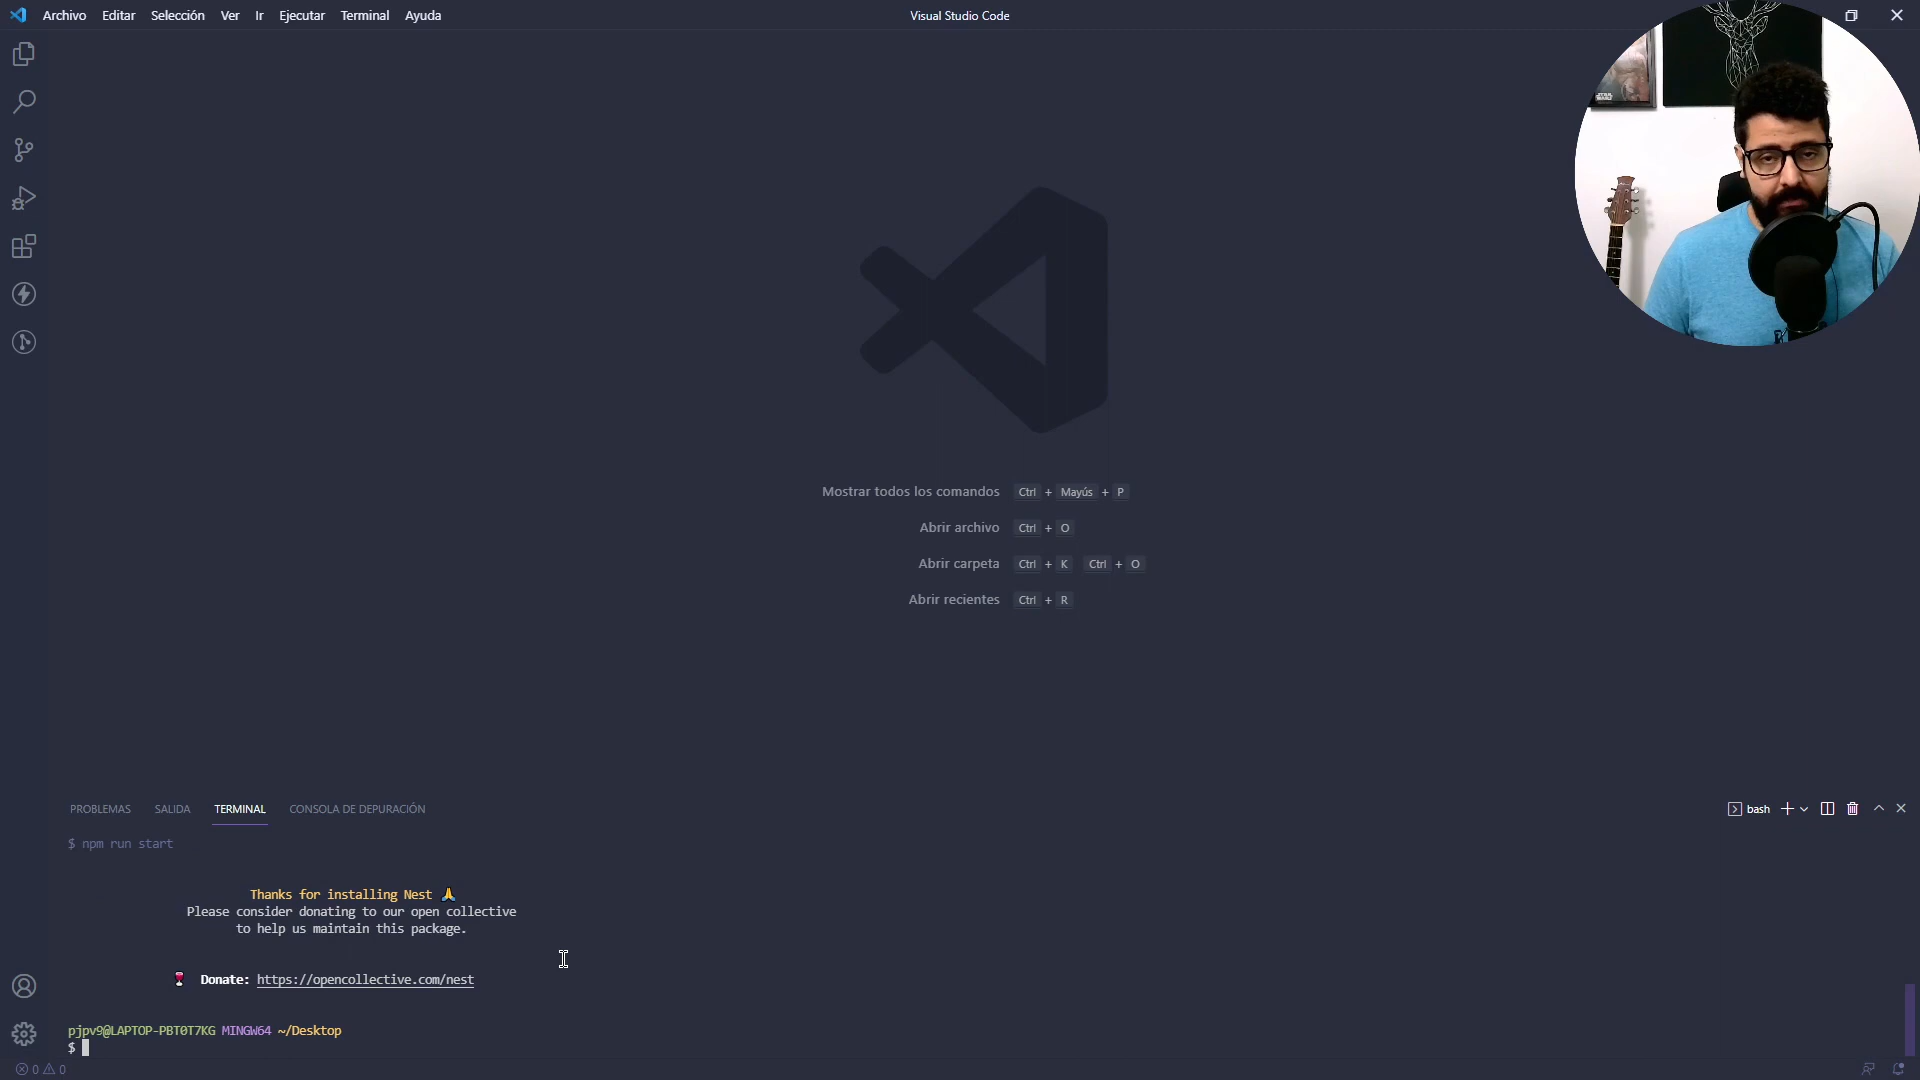 Archivo Editar Selección Ver Ir Ejecutar Terminal Ayuda
Visual Studio Code
STAR WARS
Mostrar todos los comandos Ctrl + Mayús + P
Abrir archivo Ctrl + O
Abrir carpeta Ctrl + K Ctrl + O
Abrir recientes Ctrl + R
PROBLEMAS SALIDA TERMINAL CONSOLA DE DEPURACIÓN
bash
$ npm run start
Thanks for installing Nest 🙏
Please consider donating to our open collective
to help us maintain this package.
🍷 Donate: https://opencollective.com/nest
pjpv9@LAPTOP-PBT0T7KG MINGW64 ~/Desktop
$
0 0